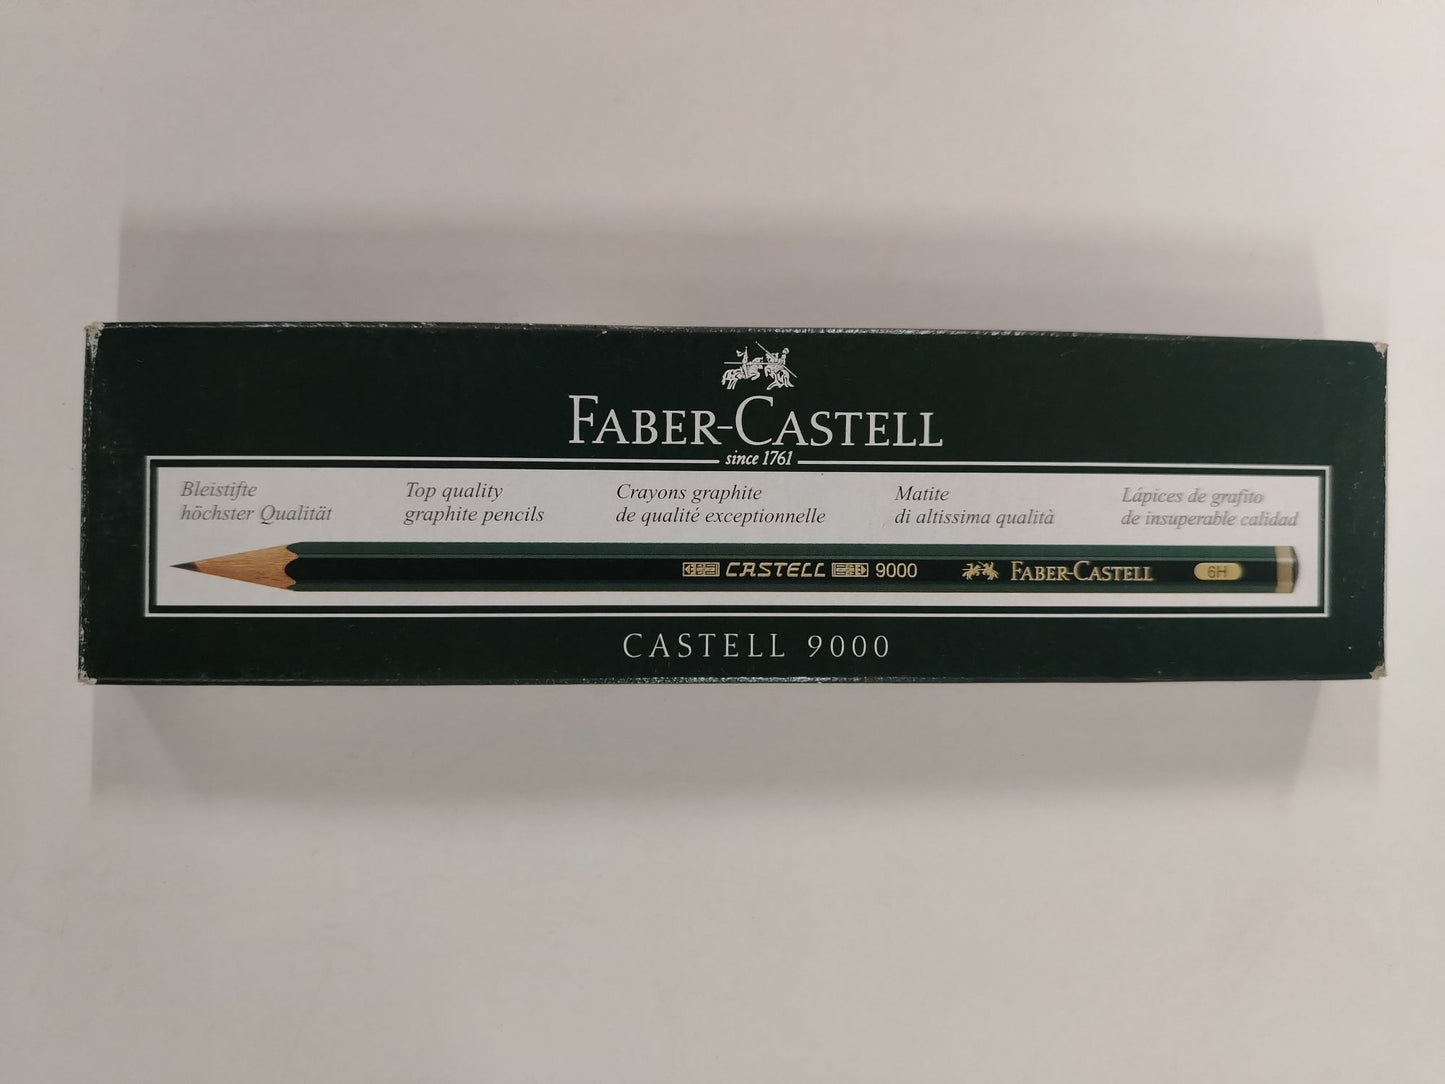 FABER-CASTELL
since 1761
Bleistifte
höchster Qualität
Top quality
graphite pencils
Crayons graphite
de qualité exceptionnelle
Matite
di altissima qualità
Lápices de grafito
de insuperable calidad
CASTELL 9000 FABER-CASTELL 6H
CASTELL 9000